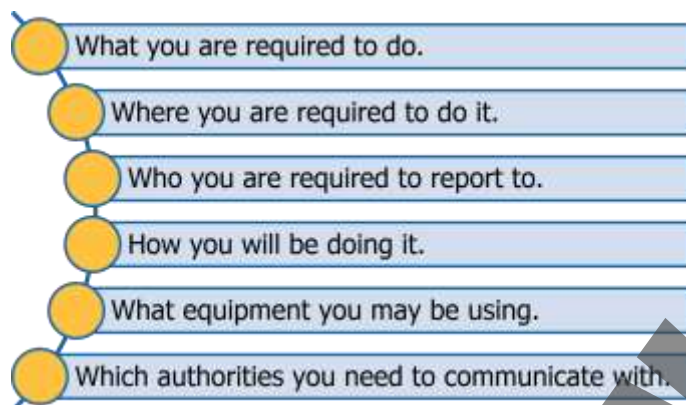 What you are required to do.
Where you are required to do it.
Who you are required to report to.
How you will be doing it.
What equipment you may be using.
Which authorities you need to communicate with.